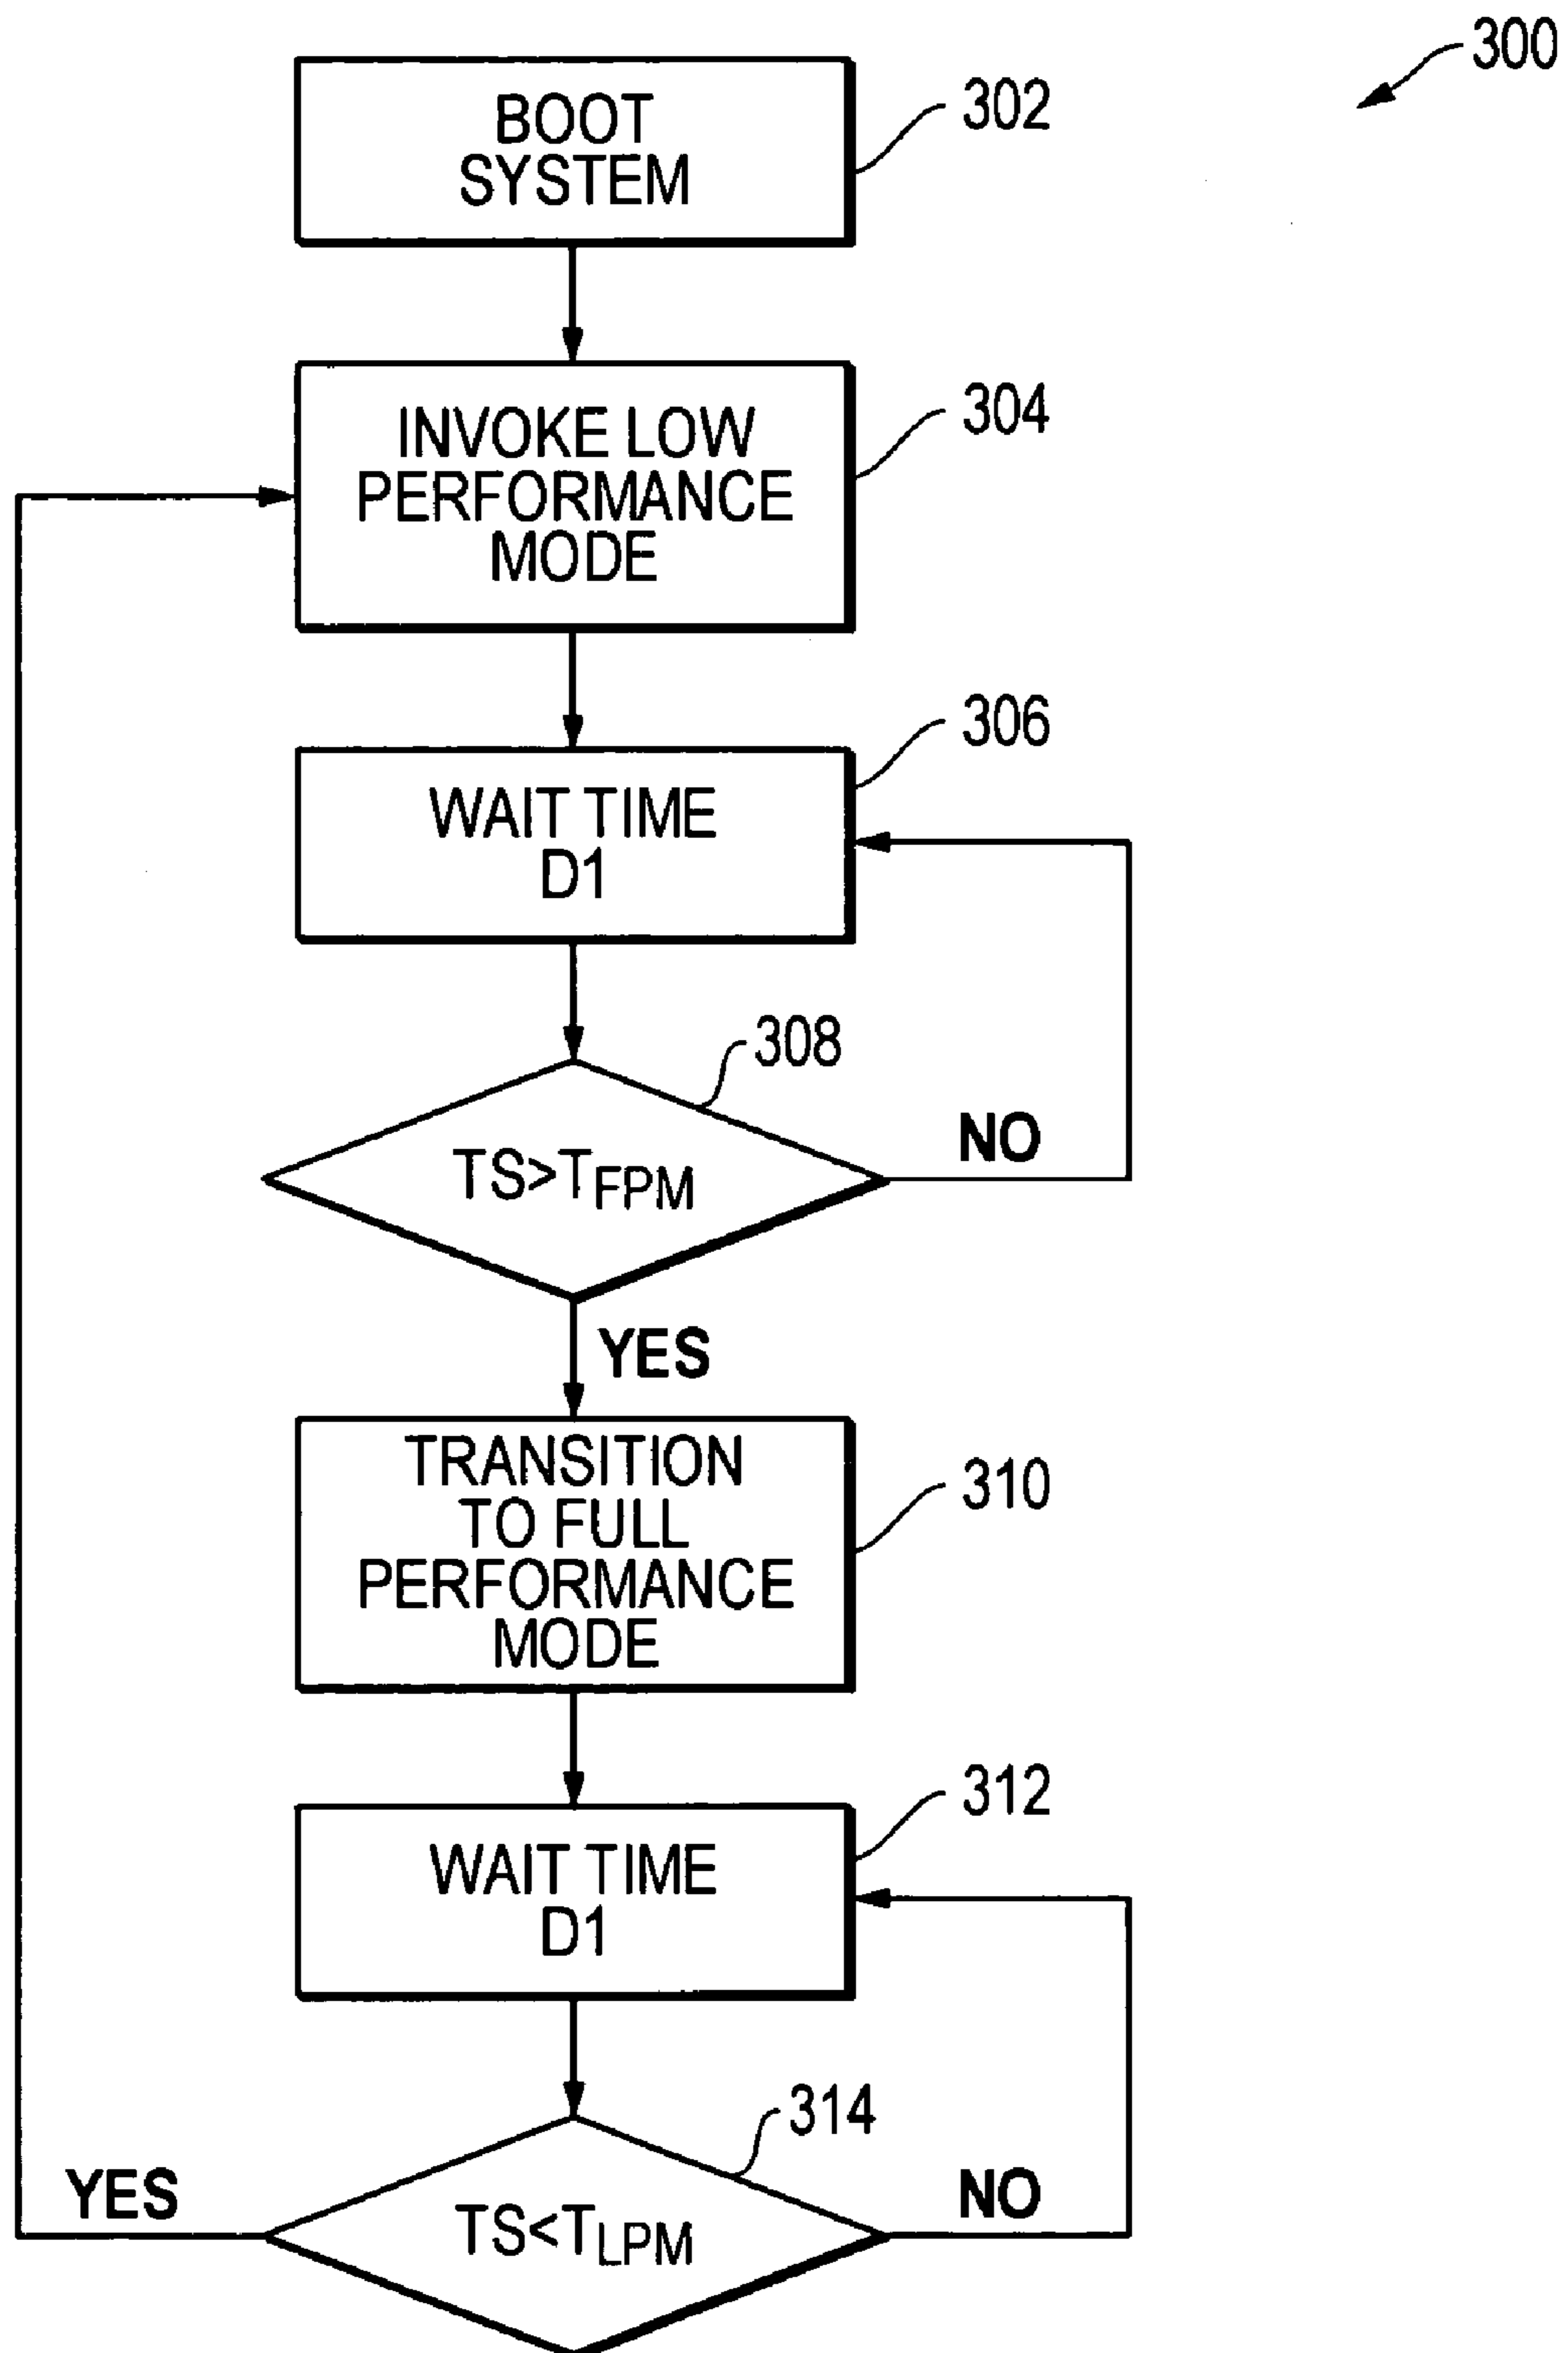 300
BOOT
SYSTEM
302
INVOKE LOW
PERFORMANCE
MODE
304
WAIT TIME
D1
306
308
TS>TFPM
NO
YES
TRANSITION
TO FULL
PERFORMANCE
MODE
310
WAIT TIME
D1
312
314
YES
TS<TLPM
NO